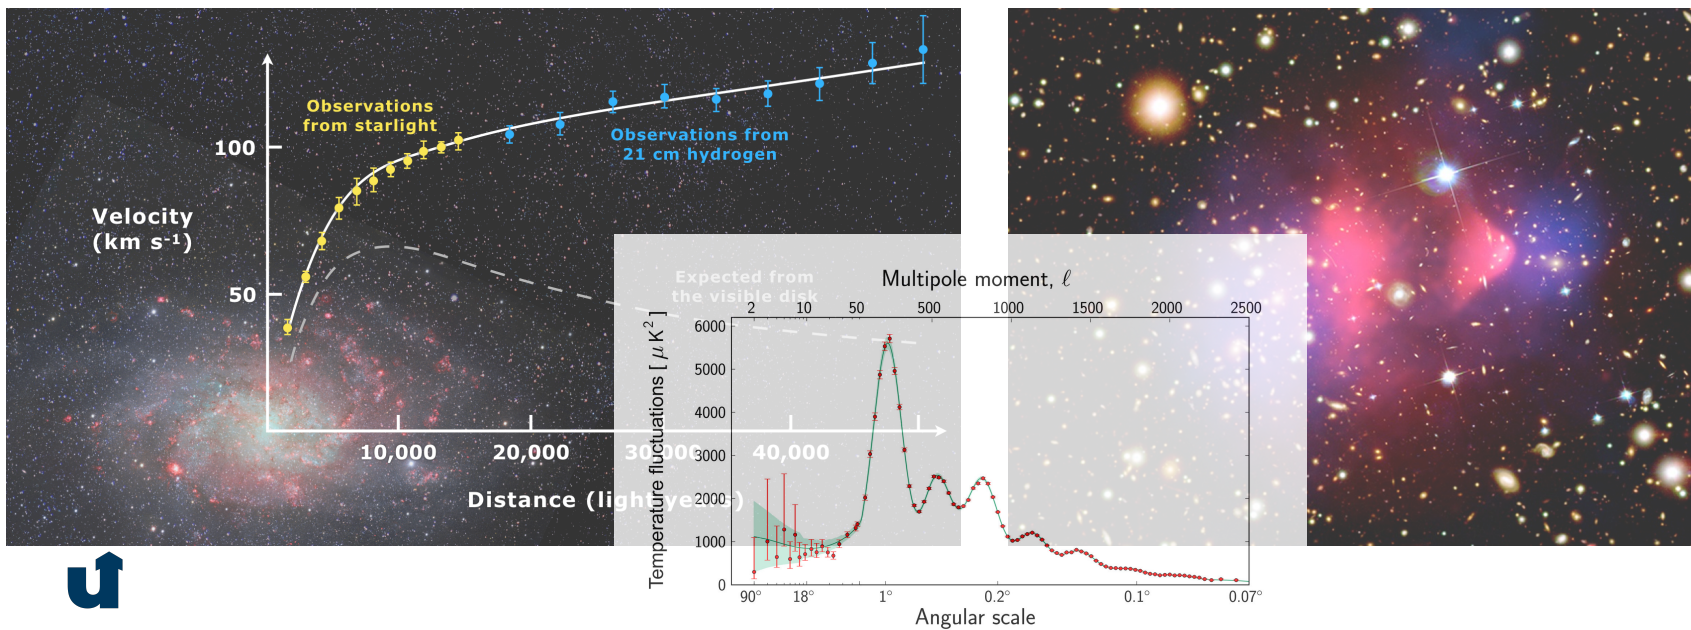 Observations
from starlight
100
Observations from
21 cm hydrogen
Velocity
(km s⁻¹)
50
Expected from
the visible disk
10,000
20,000
30,000
40,000
Distance (light years)
Multipole moment, ℓ
2 10 50 500 1000 1500 2000 2500
Temperature fluctuations [ μ K² ]
6000
5000
4000
3000
2000
1000
0
90° 18° 1° 0.2° 0.1° 0.07°
Angular scale
u